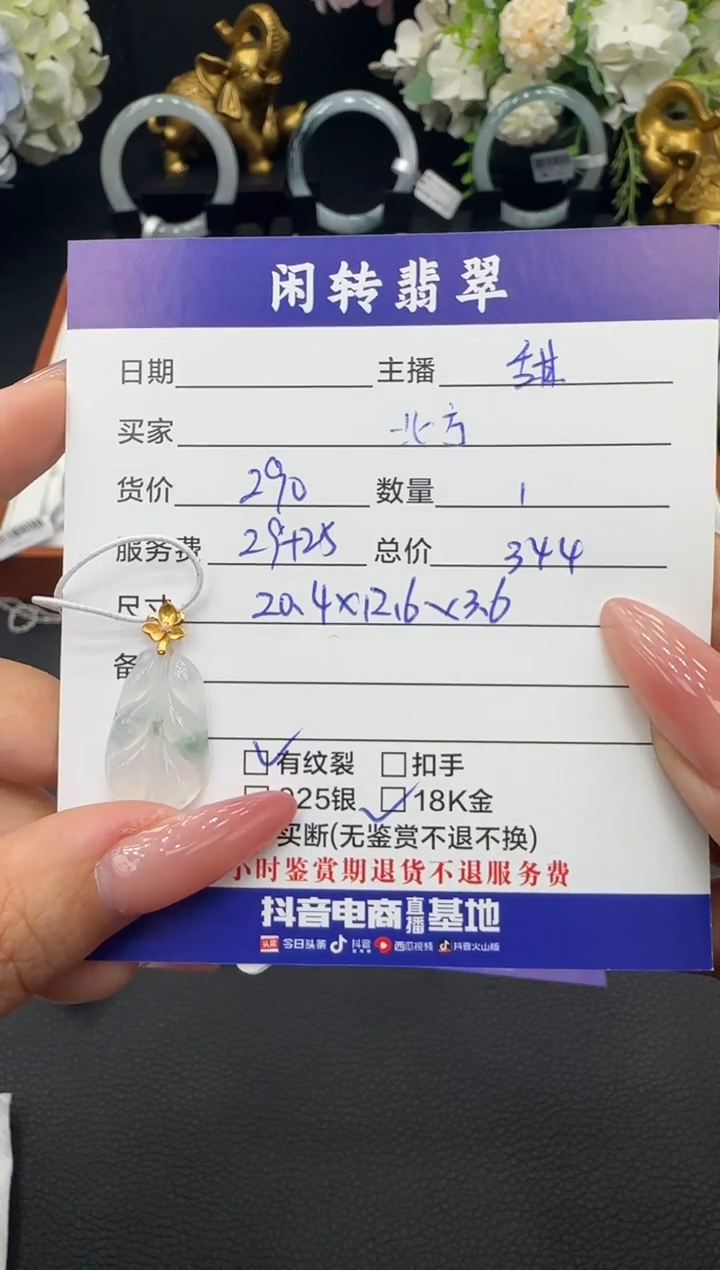 闲转翡翠
日期 主播 甜
买家 北方
货价 290 数量 1
服务费 29+25 总价 344
尺寸 20.4×12.6×3.6
备
有纹裂 扣手
925银 18K金
买断(无鉴赏不退不换)
小时鉴赏期退货不退服务费
抖音电商直播基地
头条 今日头条 抖音 西瓜视频 抖音火山版